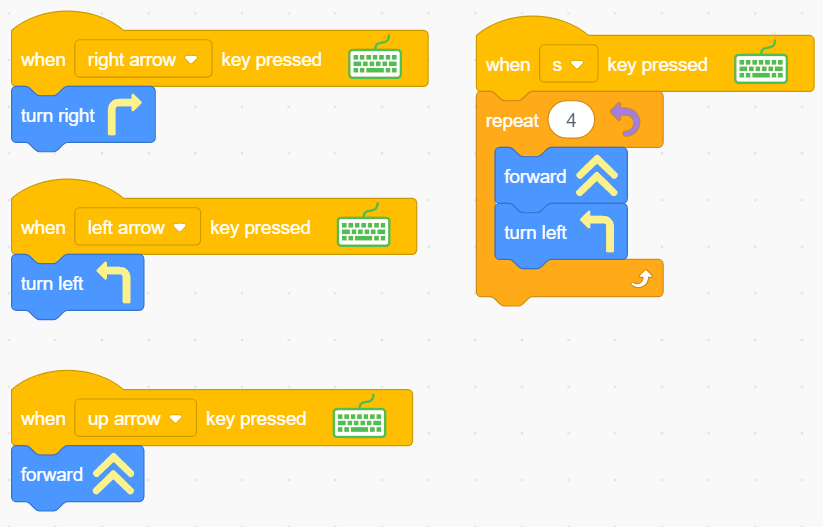 when right arrow key pressed
turn right
when left arrow key pressed
turn left
when up arrow key pressed
forward
when s key pressed
repeat 4
forward
turn left